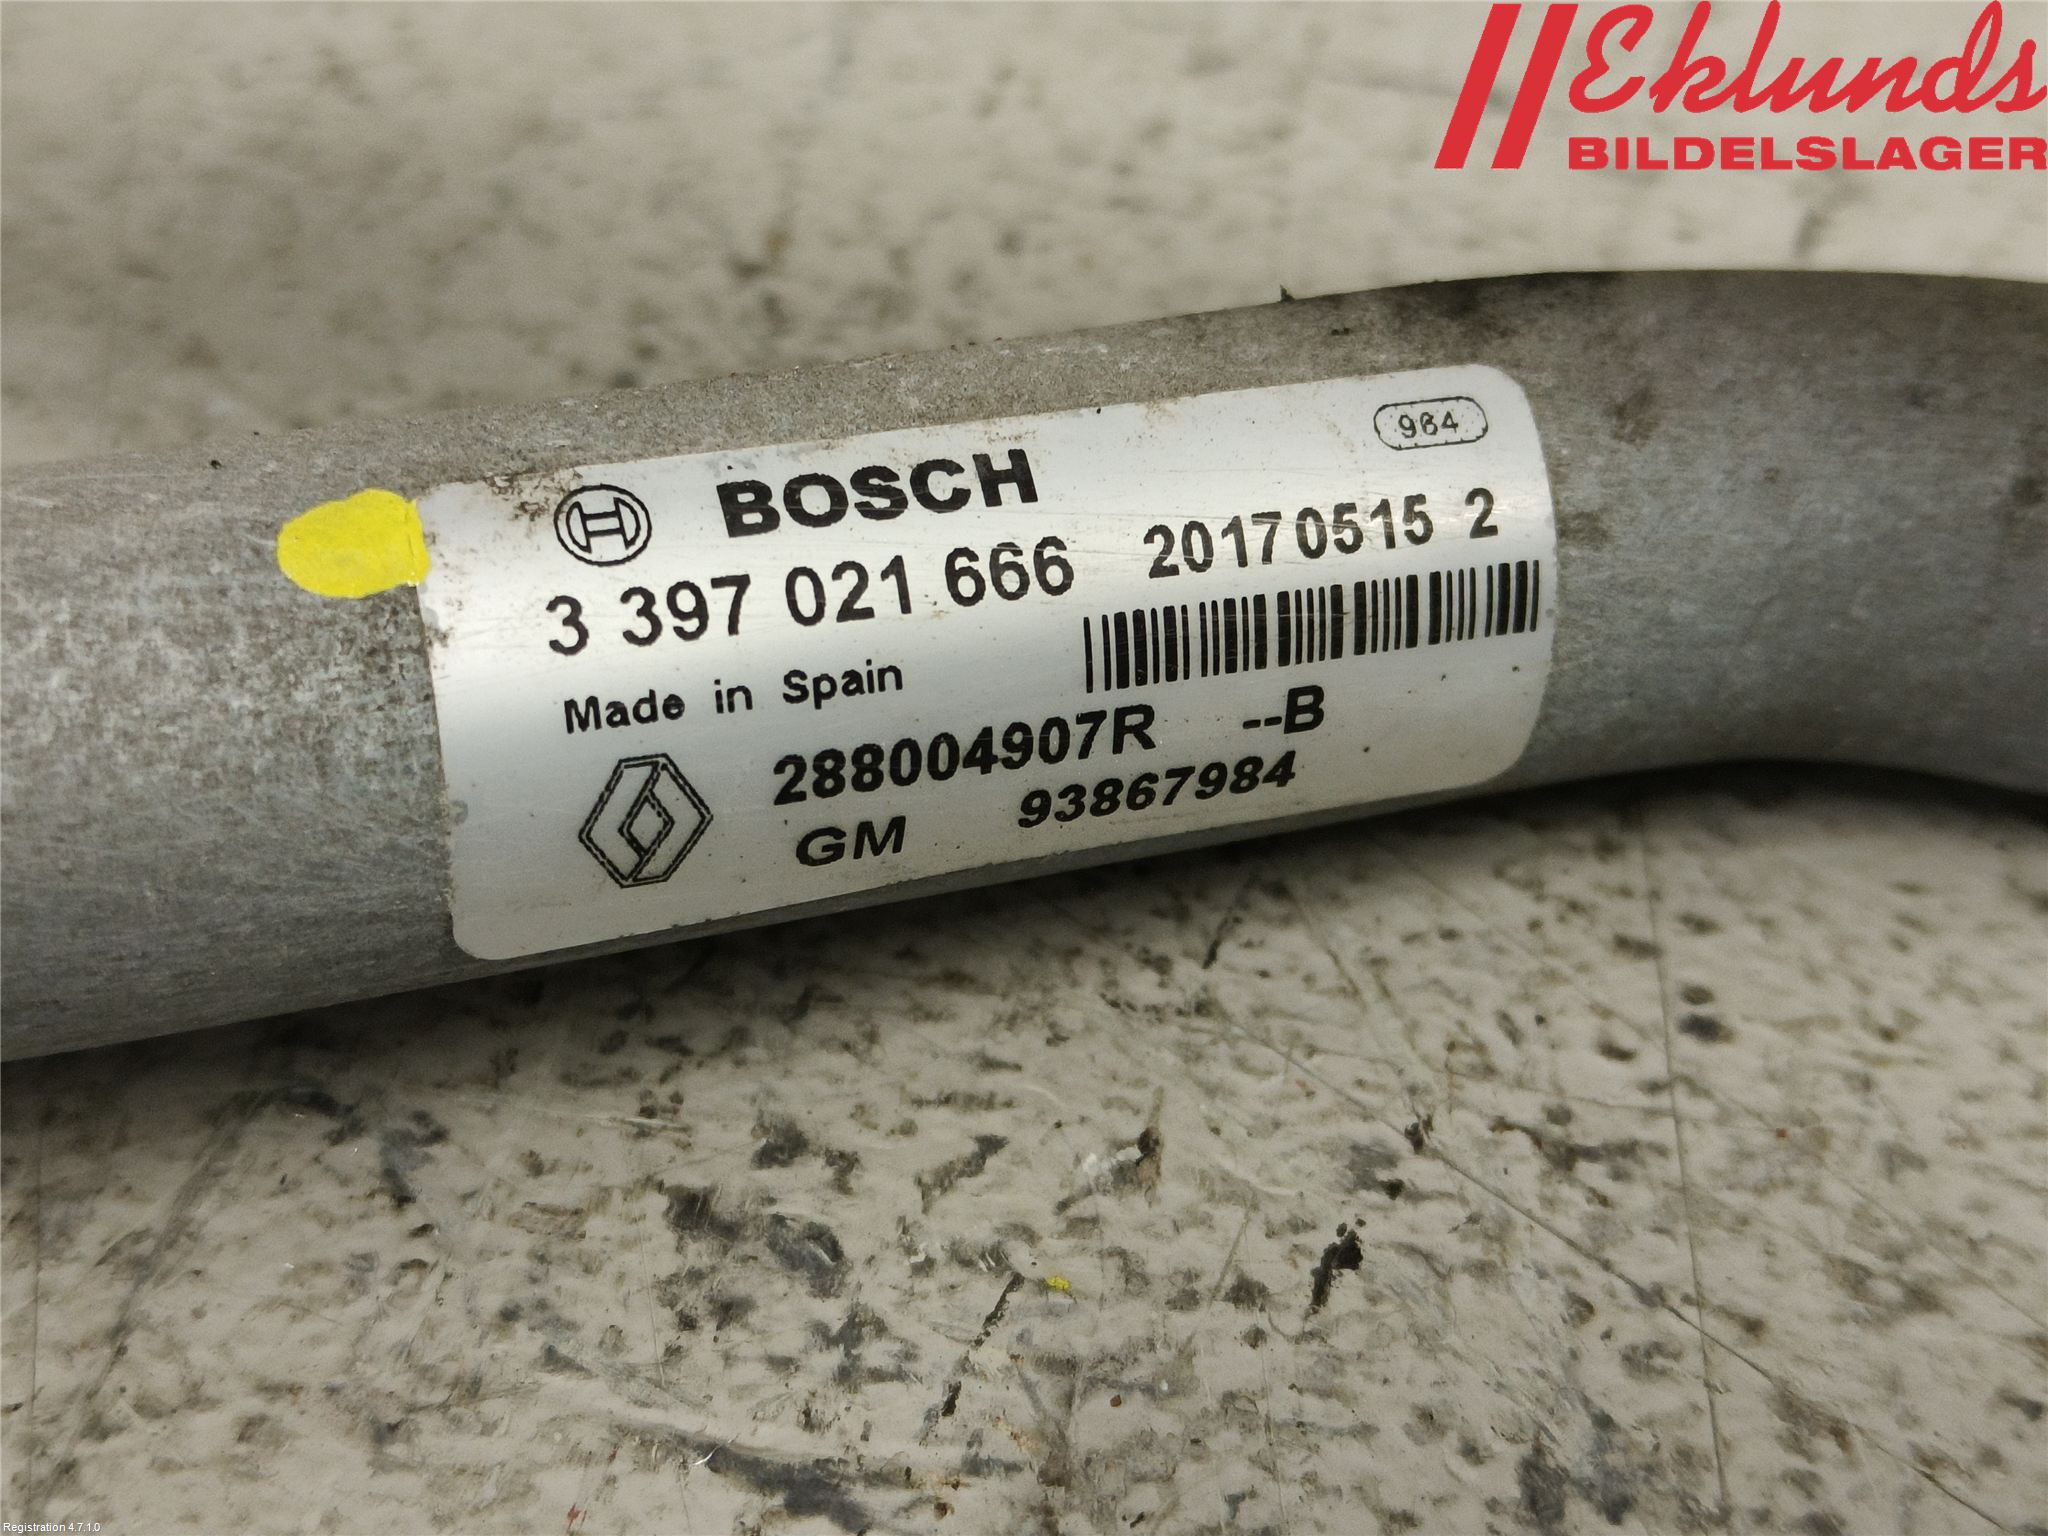 Eklunds
BILDELSLAGER
964
BOSCH
3 397 021 666 20170515 2
Made in Spain
288004907R --B
GM 93867984
Registration 4.7.1.0